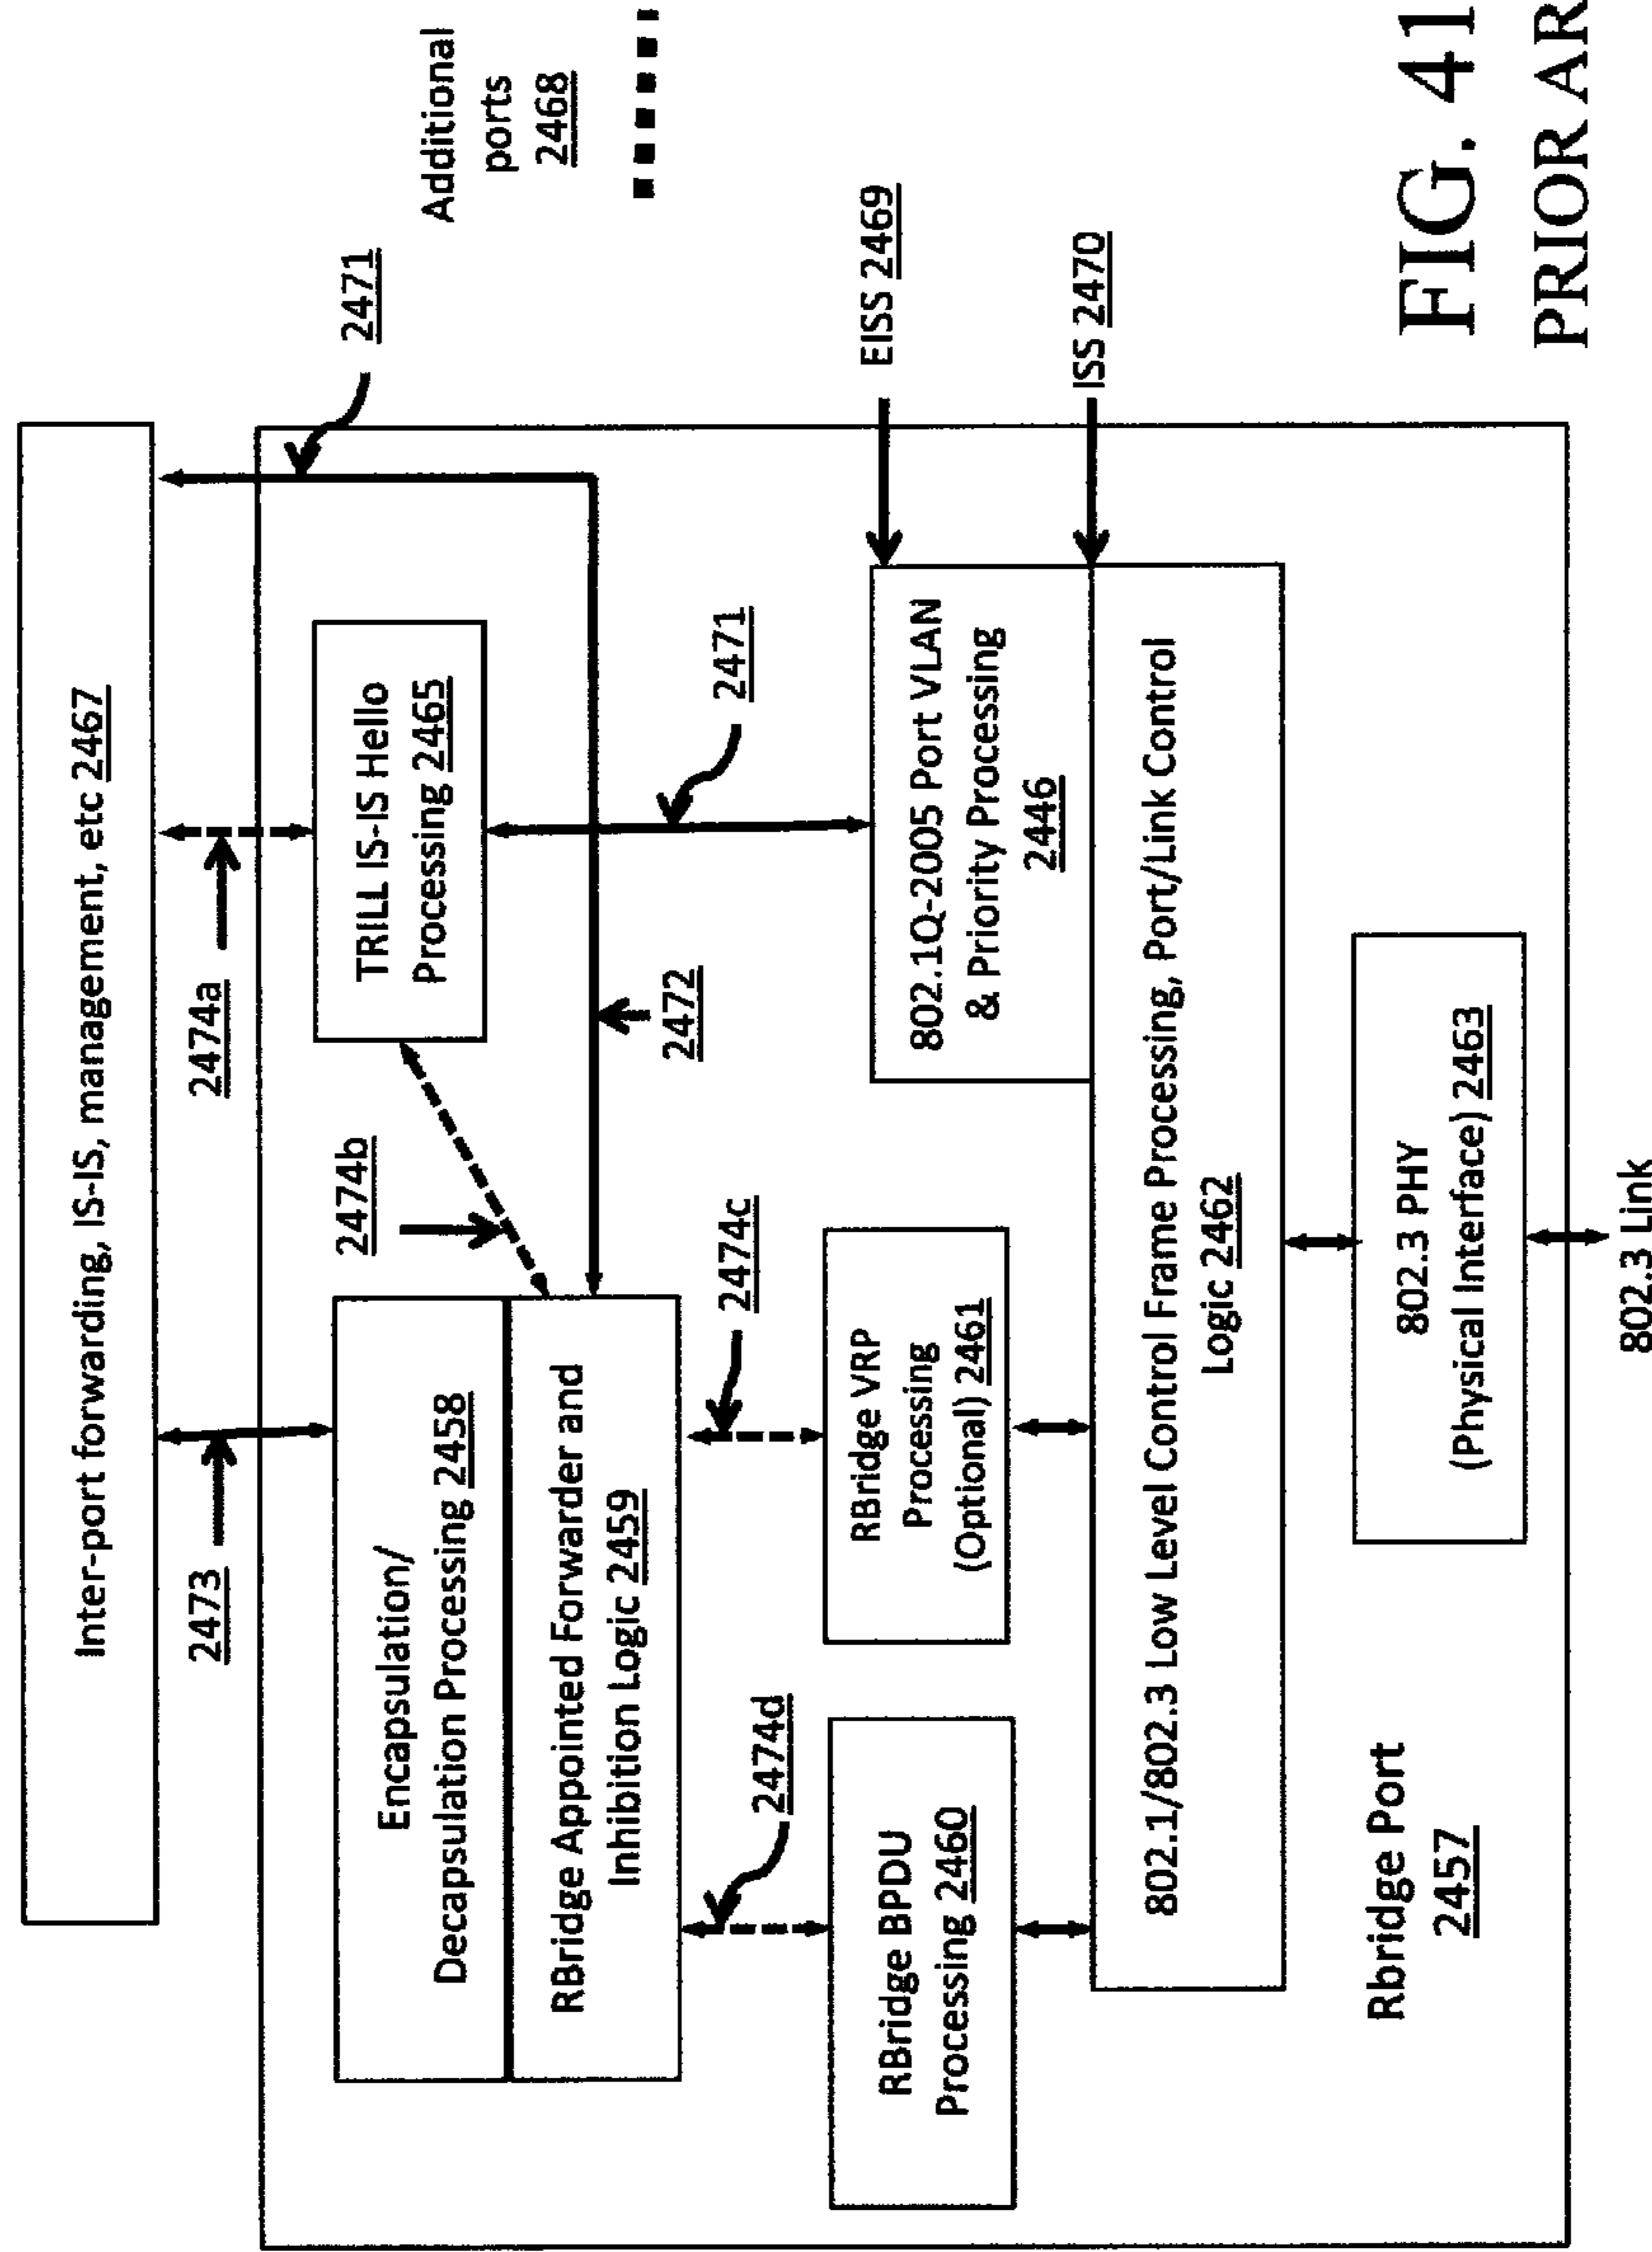 Inter-port forwarding, IS-IS, management, etc 2467
2473
2474a
2471
Additional
ports
2468
Encapsulation/
Decapsulation Processing 2458
RBridge Appointed Forwarder and
Inhibition Logic 2459
2474b
TRILL IS-IS Hello
Processing 2465
2472
2471
2474d
2474c
RBridge BPDU
Processing 2460
RBridge VRP
Processing
(Optional) 2461
802.1Q-2005 Port VLAN
& Priority Processing
2446
EISS 2469
ISS 2470
802.1/802.3 Low Level Control Frame Processing, Port/Link Control
Logic 2462
802.3 PHY
(Physical Interface) 2463
Rbridge Port
2457
802.3 Link
FIG. 41
PRIOR AR